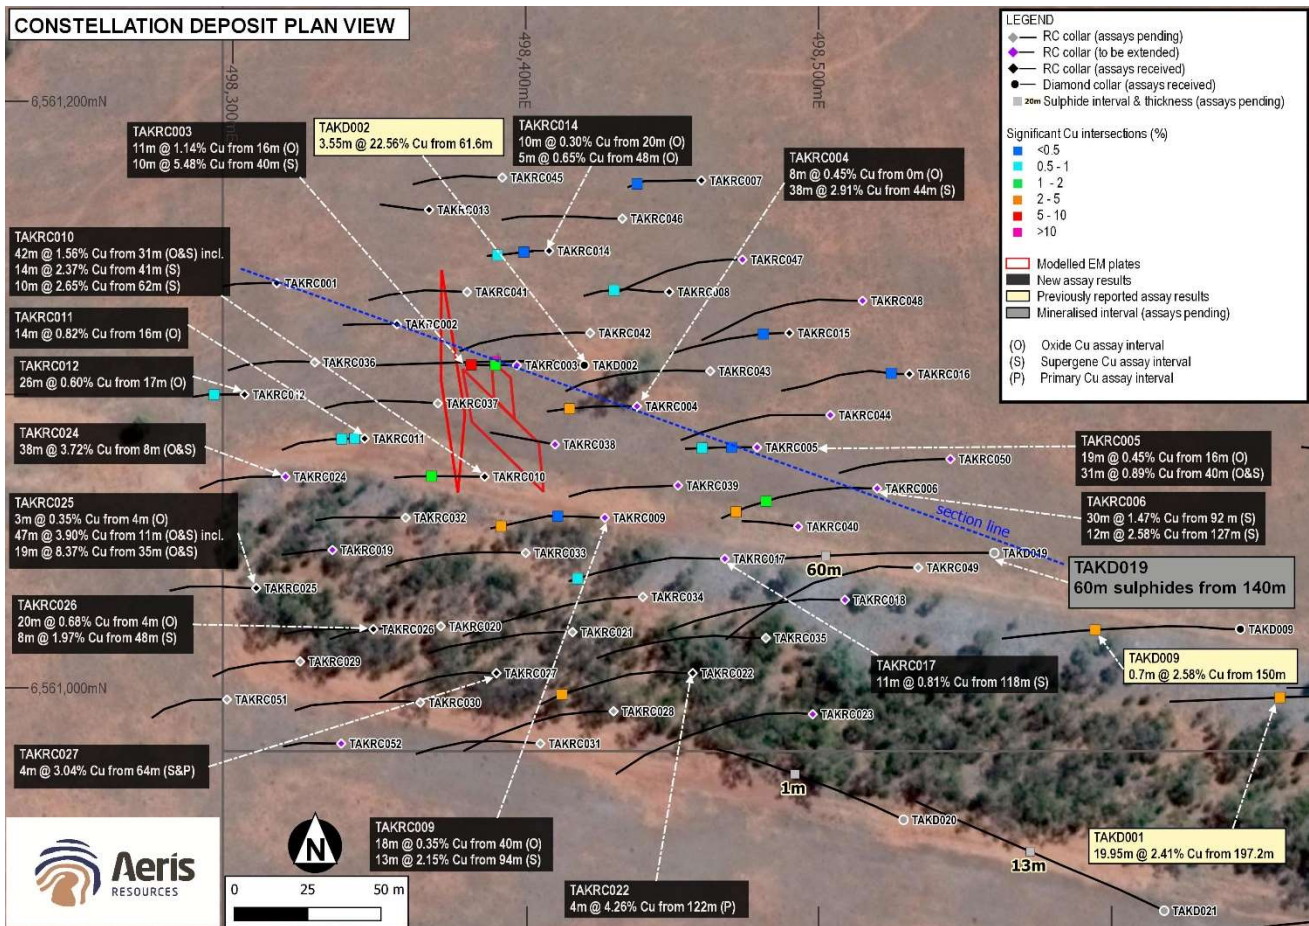 CONSTELLATION DEPOSIT PLAN VIEW
498,300mE
498,400mE
498,500mE
6,561,200mN
6,561,000mN
LEGEND
RC collar (assays pending)
RC collar (to be extended)
RC collar (assays received)
Diamond collar (assays received)
20m Sulphide interval & thickness (assays pending)
Significant Cu intersections (%)
<0.5
0.5 - 1
1 - 2
2 - 5
5 - 10
>10
Modelled EM plates
New assay results
Previously reported assay results
Mineralised interval (assays pending)
(O) Oxide Cu assay interval
(S) Supergene Cu assay interval
(P) Primary Cu assay interval
TAKRC003
11m @ 1.14% Cu from 16m (O)
10m @ 5.48% Cu from 40m (S)
TAKD002
3.55m @ 22.56% Cu from 61.6m
TAKRC014
10m @ 0.30% Cu from 20m (O)
5m @ 0.65% Cu from 48m (O)
TAKRC004
8m @ 0.45% Cu from 0m (O)
38m @ 2.91% Cu from 44m (S)
TAKRC010
42m @ 1.56% Cu from 31m (O&S) incl.
14m @ 2.37% Cu from 41m (S)
10m @ 2.65% Cu from 62m (S)
TAKRC011
14m @ 0.82% Cu from 16m (O)
TAKRC012
26m @ 0.60% Cu from 17m (O)
TAKRC024
38m @ 3.72% Cu from 8m (O&S)
TAKRC025
3m @ 0.35% Cu from 4m (O)
47m @ 3.90% Cu from 11m (O&S) incl.
19m @ 8.37% Cu from 35m (O&S)
TAKRC026
20m @ 0.68% Cu from 4m (O)
8m @ 1.97% Cu from 48m (S)
TAKRC027
4m @ 3.04% Cu from 64m (S&P)
TAKRC009
18m @ 0.35% Cu from 40m (O)
13m @ 2.15% Cu from 94m (S)
TAKRC022
4m @ 4.26% Cu from 122m (P)
TAKRC017
11m @ 0.81% Cu from 118m (S)
TAKRC005
19m @ 0.45% Cu from 16m (O)
31m @ 0.89% Cu from 40m (O&S)
TAKRC006
30m @ 1.47% Cu from 92 m (S)
12m @ 2.58% Cu from 127m (S)
TAKD019
60m sulphides from 140m
TAKD009
0.7m @ 2.58% Cu from 150m
TAKD001
19.95m @ 2.41% Cu from 197.2m
TAKRC045
TAKRC007
TAKRC013
TAKRC046
TAKRC014
TAKRC047
TAKRC001
TAKRC041
TAKRC008
TAKRC048
TAKRC002
TAKRC042
TAKRC015
TAKRC036
TAKRC003
TAKD002
TAKRC043
TAKRC016
TAKRC012
TAKRC037
TAKRC004
TAKRC044
TAKRC011
TAKRC038
TAKRC005
TAKRC050
TAKRC024
TAKRC010
TAKRC039
TAKRC006
section line
TAKRC032
TAKRC009
TAKRC040
TAKRC019
TAKRC033
TAKRC017
60m
TAKD019
TAKRC049
TAKRC025
TAKRC034
TAKRC018
TAKRC026
TAKRC020
TAKRC021
TAKRC035
TAKD009
TAKRC029
TAKRC027
TAKRC022
TAKRC051
TAKRC030
TAKRC028
TAKRC023
TAKRC052
TAKRC031
1m
TAKD020
13m
TAKD021
Aeris
RESOURCES
N
0 25 50 m